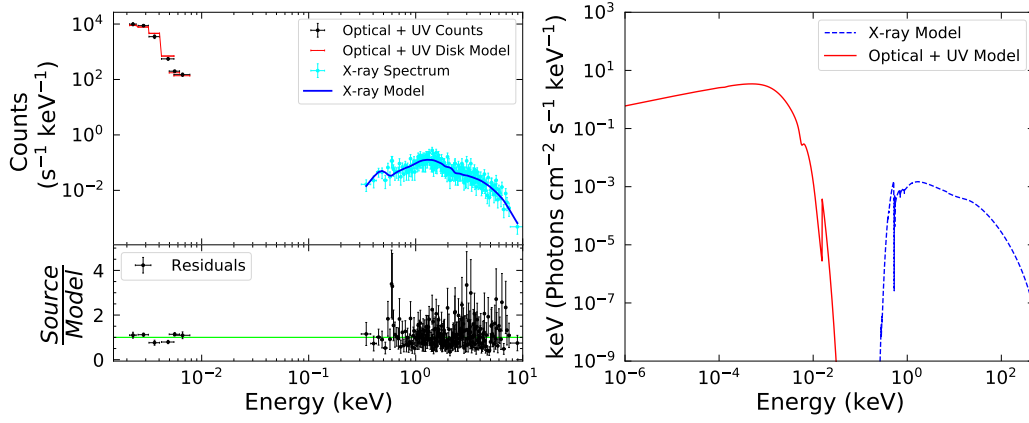 10⁴
10²
10⁰
10⁻²
Counts
(s⁻¹ keV⁻¹)
Optical + UV Counts
Optical + UV Disk Model
X-ray Spectrum
X-ray Model
4
2
0
Source
Model
Residuals
10⁻² 10⁻¹ 10⁰ 10¹
Energy (keV)
10³
10¹
10⁻¹
10⁻³
10⁻⁵
10⁻⁷
10⁻⁹
keV (Photons cm⁻² s⁻¹ keV⁻¹)
X-ray Model
Optical + UV Model
10⁻⁶ 10⁻⁴ 10⁻² 10⁰ 10²
Energy (keV)